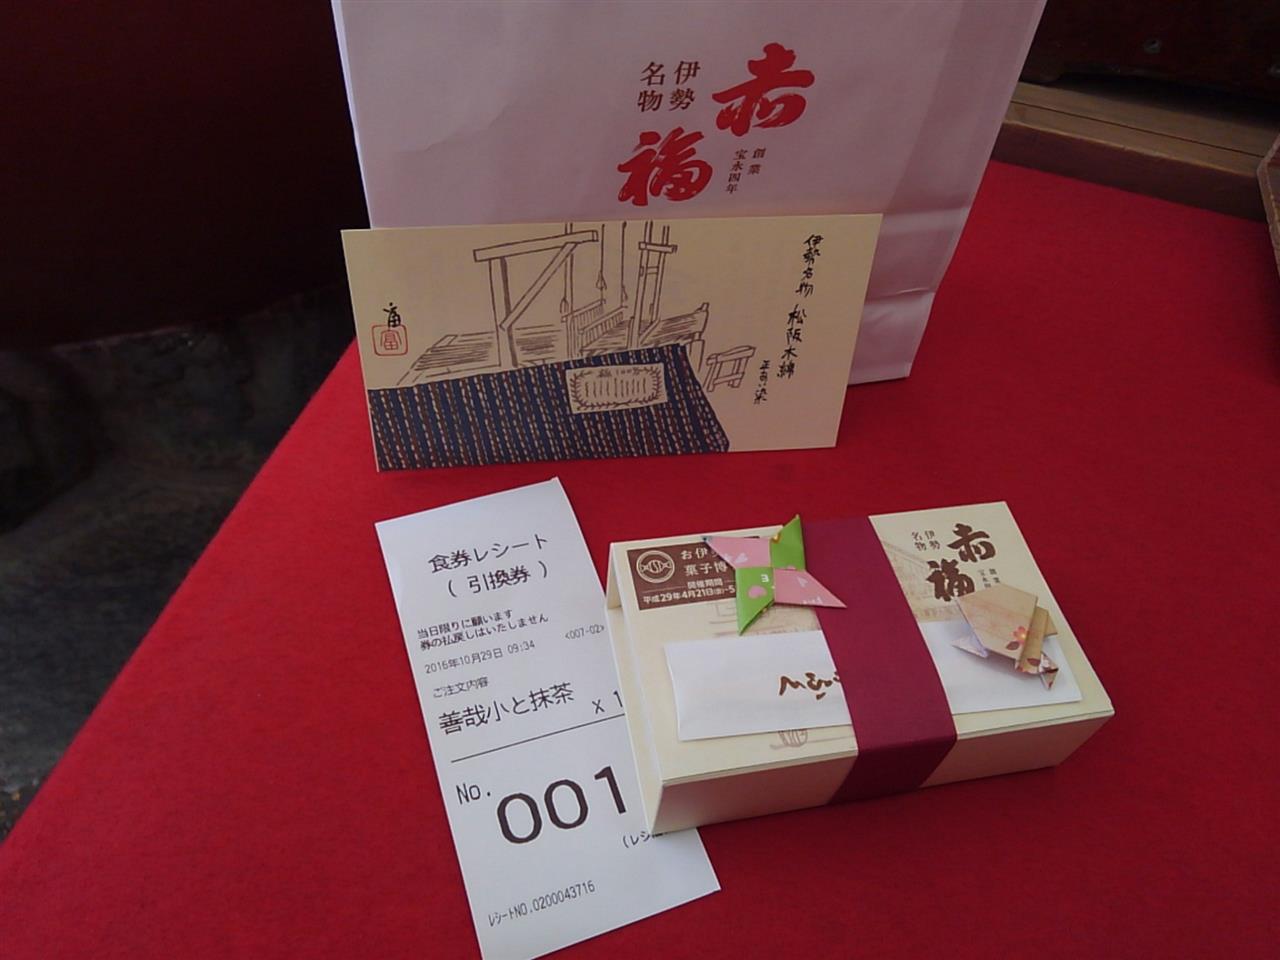 伊勢
名物
赤福
創業
宝永四年
伊勢名物 松阪木綿
富
食券レシート
( 引換券 )
当日限りに願います
券の払戻しはいたしません
<007-02>
2016年10月29日 09:34
ご注文内容
善哉小と抹茶 x 1
No. 001
レシートNO.0200043716
お伊勢
菓子博
開催期間
平成29年4月21日(金)-5
伊勢
名物
赤福